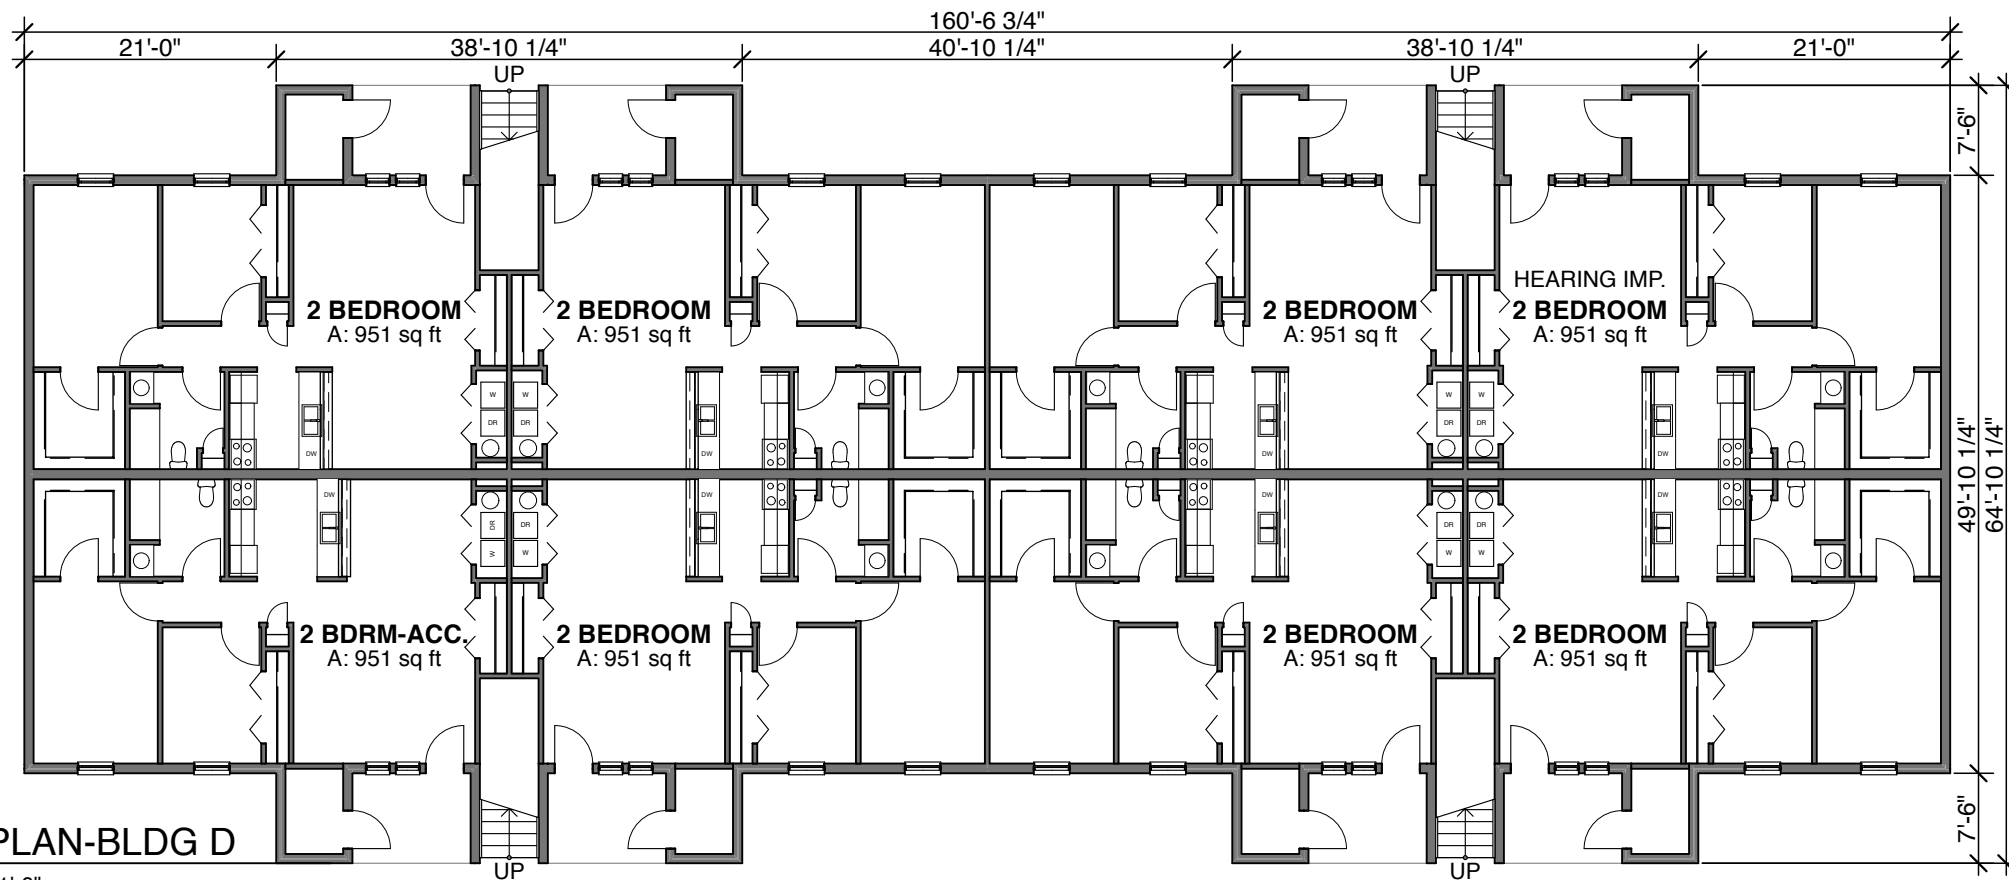 160'-6 3/4"
21'-0" 38'-10 1/4" 40'-10 1/4" 38'-10 1/4" 21'-0"
UP UP
7'-6"
HEARING IMP.
2 BEDROOM 2 BEDROOM 2 BEDROOM 2 BEDROOM
A: 951 sq ft A: 951 sq ft A: 951 sq ft A: 951 sq ft
W W W W
DR DR DR DR
DW DW DW DW
49'-10 1/4"
64'-10 1/4"
DW DW DW DW
DR DR DR DR
W W W W
2 BDRM-ACC. 2 BEDROOM 2 BEDROOM 2 BEDROOM
A: 951 sq ft A: 951 sq ft A: 951 sq ft A: 951 sq ft
7'-6"
PLAN-BLDG D
UP UP